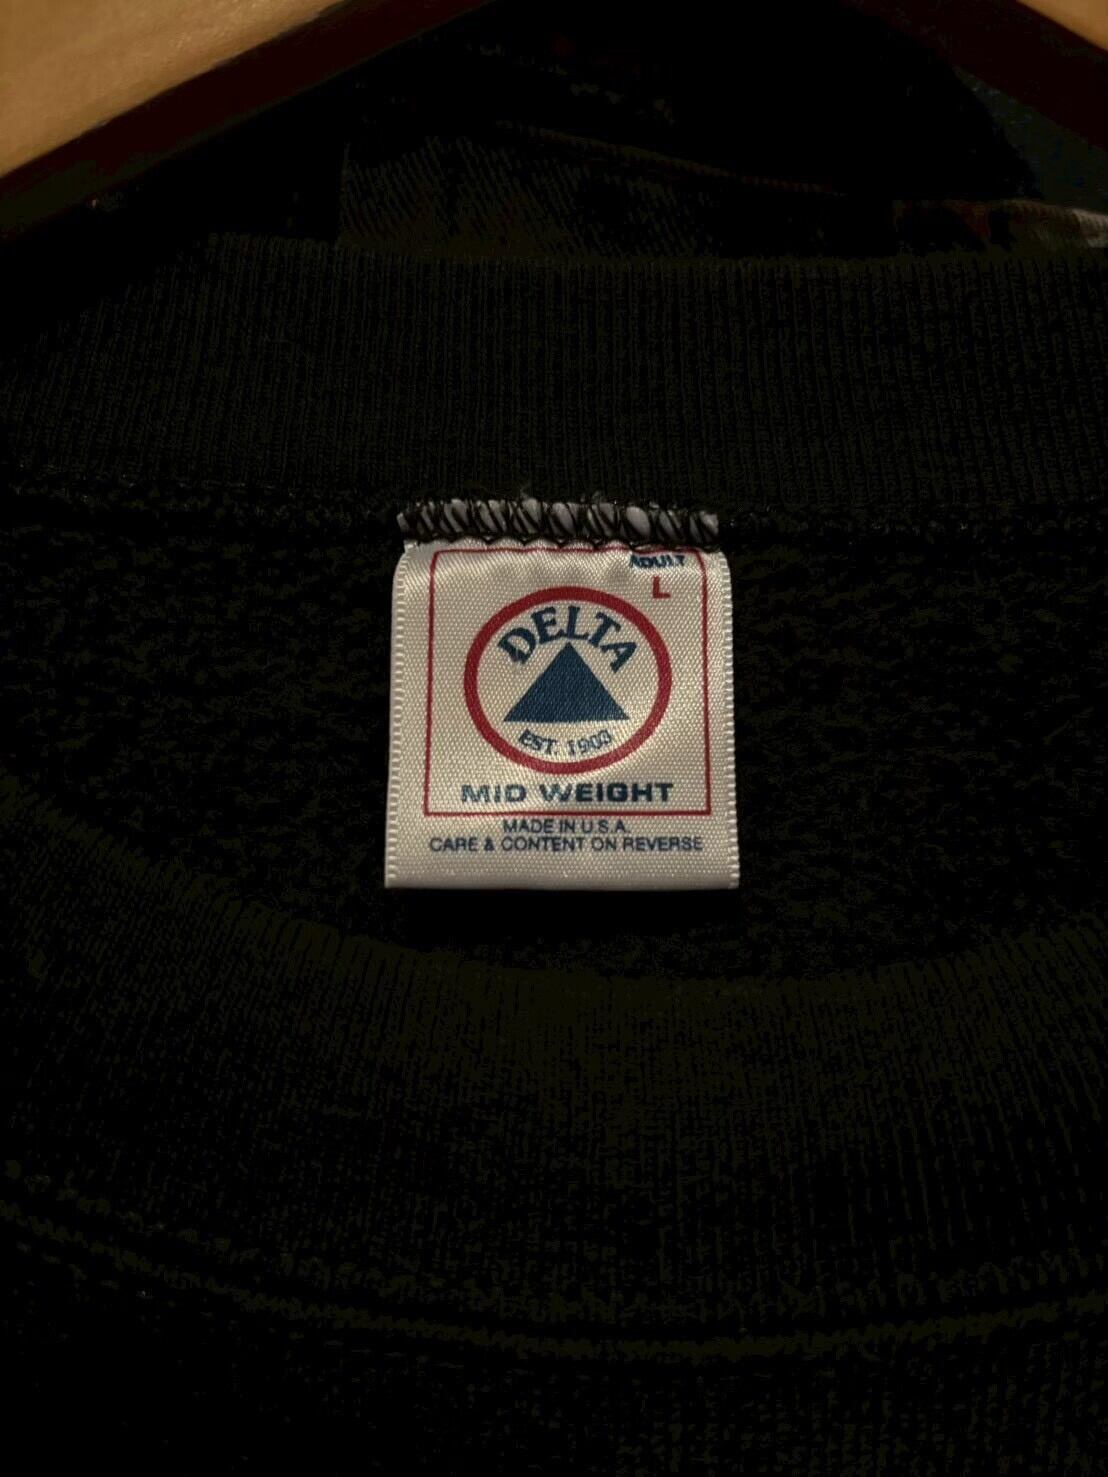 ADULT
L
DELTA
EST. 1903
MID WEIGHT
MADE IN U.S.A.
CARE & CONTENT ON REVERSE